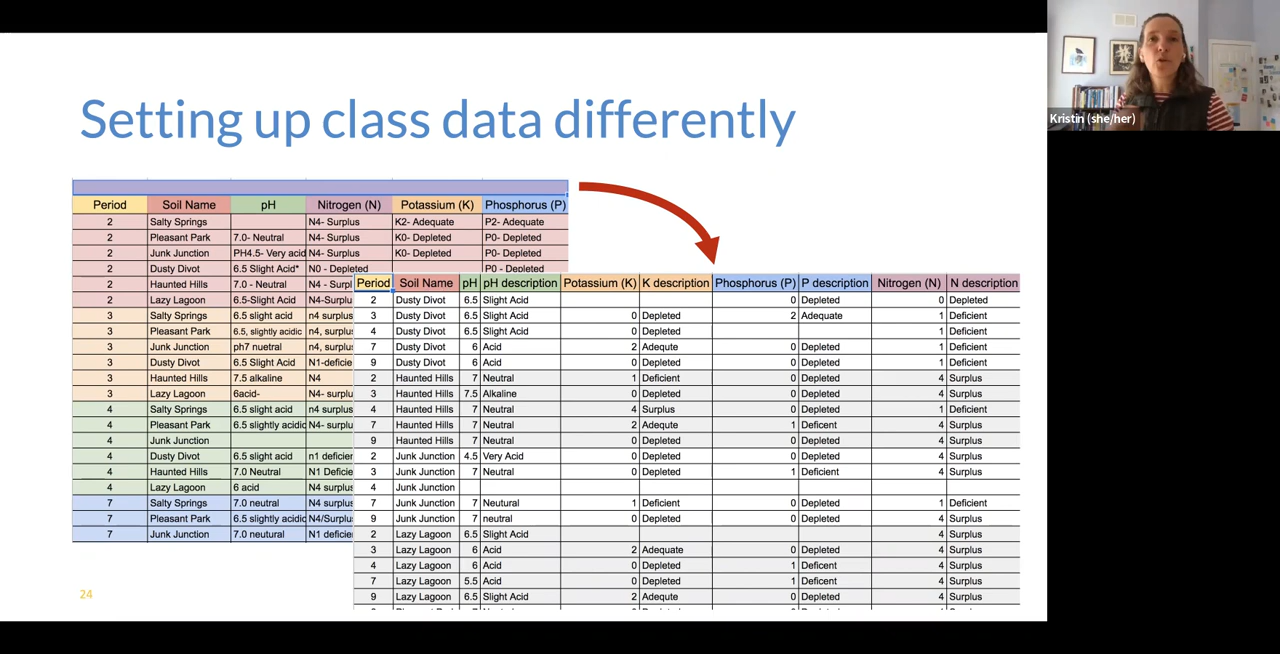 Setting up class data differently
Period Soil Name pH Nitrogen (N) Potassium (K) Phosphorus (P)
2 Salty Springs N4- Surplus K2- Adequate P2- Adequate
2 Pleasant Park 7.0- Neutral N4- Surplus K0- Depleted P0- Depleted
2 Junk Junction PH4.5- Very acid N4- Surplus K0- Depleted P0- Depleted
2 Dusty Divot 6.5 Slight Acid* N0 - Depleted P0 - Depleted
2 Haunted Hills 7.0 - Neutral N4 - Surpl
2 Lazy Lagoon 6.5-Slight Acid N4-Surplu
3 Salty Springs 6.5 slight acid n4 surplus
3 Pleasant Park 6.5, slightly acidic n4, surplus
3 Junk Junction ph7 nuetral n4, surplus
3 Dusty Divot 6.5 Slight Acid N1-deficie
3 Haunted Hills 7.5 alkaline N4
3 Lazy Lagoon 6acid- N4- surplu
4 Salty Springs 6.5 slight acid n4 surplus
4 Pleasant Park 6.5 slightly acidic N4- surplu
4 Junk Junction
4 Dusty Divot 6.5 slight acid n1 deficien
4 Haunted Hills 7.0 Neutral N1 Deficie
4 Lazy Lagoon 6 acid N4 surplus
7 Salty Springs 7.0 neutral N4 surplus
7 Pleasant Park 6.5 slightly acidic N4/Surplu
7 Junk Junction 7.0 neutural N1 deficie
Period Soil Name pH pH description Potassium (K) K description Phosphorus (P) P description Nitrogen (N) N description
2 Dusty Divot 6.5 Slight Acid 0 Depleted 0 Depleted
3 Dusty Divot 6.5 Slight Acid 0 Depleted 2 Adequate 1 Deficient
4 Dusty Divot 6.5 Slight Acid 0 Depleted 1 Deficient
7 Dusty Divot 6 Acid 2 Adequte 0 Depleted 1 Deficient
9 Dusty Divot 6 Acid 0 Depleted 0 Depleted 1 Deficient
2 Haunted Hills 7 Neutral 1 Deficient 0 Depleted 4 Surplus
3 Haunted Hills 7.5 Alkaline 0 Depleted 0 Depleted 4 Surplus
4 Haunted Hills 7 Neutral 4 Surplus 0 Depleted 1 Deficient
7 Haunted Hills 7 Neutral 2 Adequte 1 Deficent 4 Surplus
9 Haunted Hills 7 Neutral 0 Depleted 0 Depleted 4 Surplus
2 Junk Junction 4.5 Very Acid 0 Depleted 0 Depleted 4 Surplus
3 Junk Junction 7 Neutral 0 Depleted 1 Deficient 4 Surplus
4 Junk Junction
7 Junk Junction 7 Neutural 1 Deficient 0 Depleted 1 Deficient
9 Junk Junction 7 neutral 0 Depleted 0 Depleted 4 Surplus
2 Lazy Lagoon 6.5 Slight Acid 4 Surplus
3 Lazy Lagoon 6 Acid 2 Adequate 0 Depleted 4 Surplus
4 Lazy Lagoon 6 Acid 0 Depleted 1 Deficent 4 Surplus
7 Lazy Lagoon 5.5 Acid 0 Depleted 1 Deficent 4 Surplus
9 Lazy Lagoon 6.5 Slight Acid 2 Adequte 0 Depleted 4 Surplus
24
Kristin (she/her)